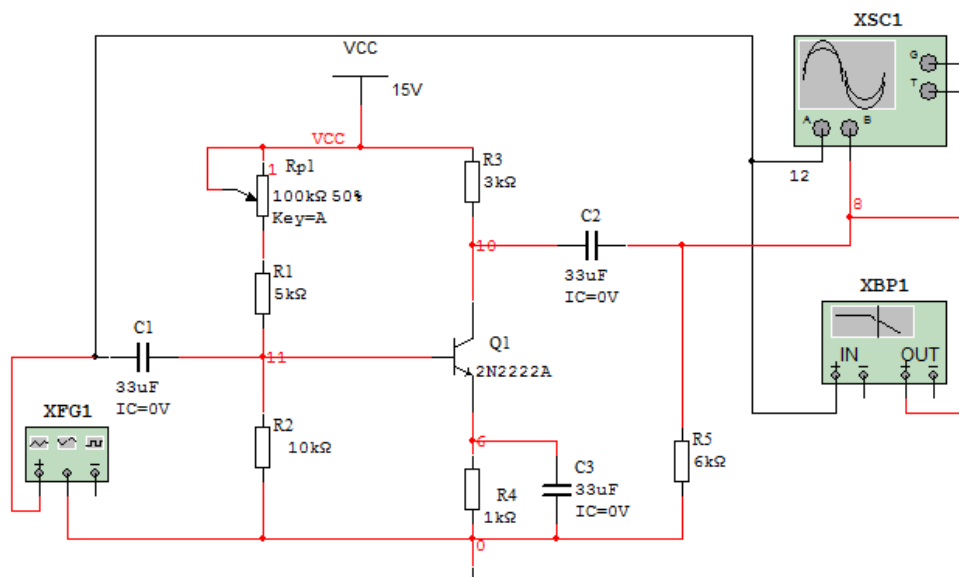 XSC1
VCC
15V
G
T
A
B
12
VCC
1
Rp1
100kΩ 50%
Key=A
R3
3kΩ
C2
8
10
33uF
IC=0V
R1
5kΩ
XBP1
IN
OUT
C1
11
Q1
2N2222A
33uF
IC=0V
XFG1
R2
10kΩ
6
C3
33uF
IC=0V
R5
6kΩ
R4
1kΩ
0